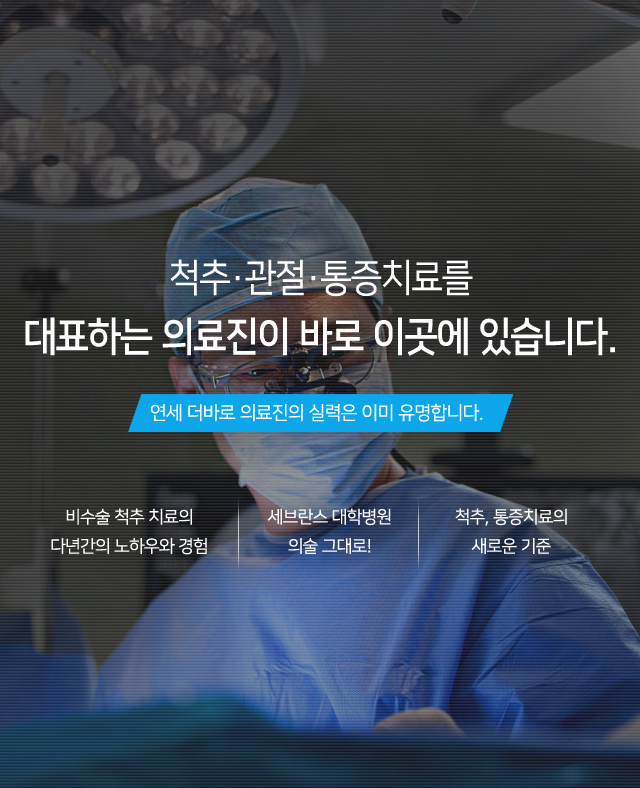 척추·관절·통증치료를
대표하는 의료진이 바로 이곳에 있습니다.
연세 더바로 의료진의 실력은 이미 유명합니다.
비수술 척추 치료의
다년간의 노하우와 경험
세브란스 대학병원
의술 그대로!
척추, 통증치료의
새로운 기준